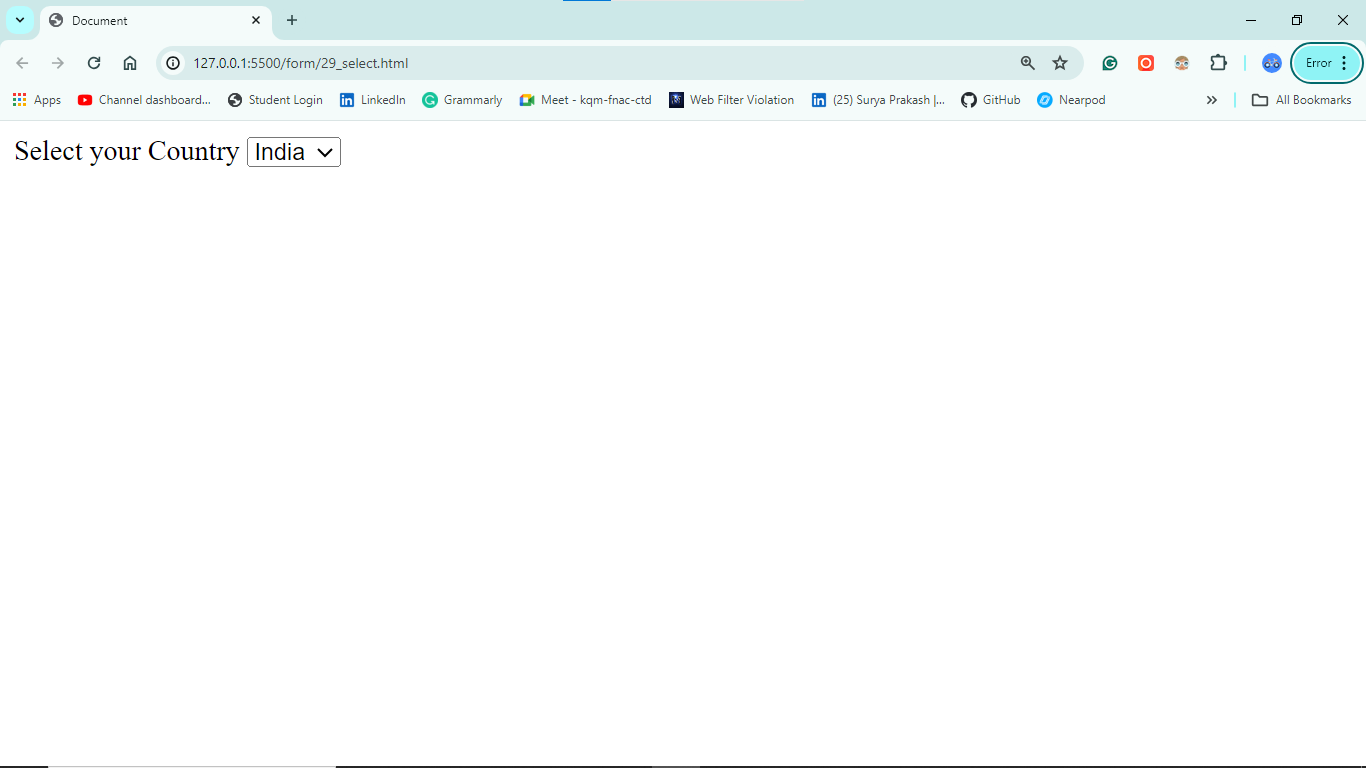 Document
127.0.0.1:5500/form/29_select.html
Error
Apps Channel dashboard... Student Login LinkedIn Grammarly Meet - kqm-fnac-ctd Web Filter Violation (25) Surya Prakash |... GitHub Nearpod All Bookmarks
Select your Country India